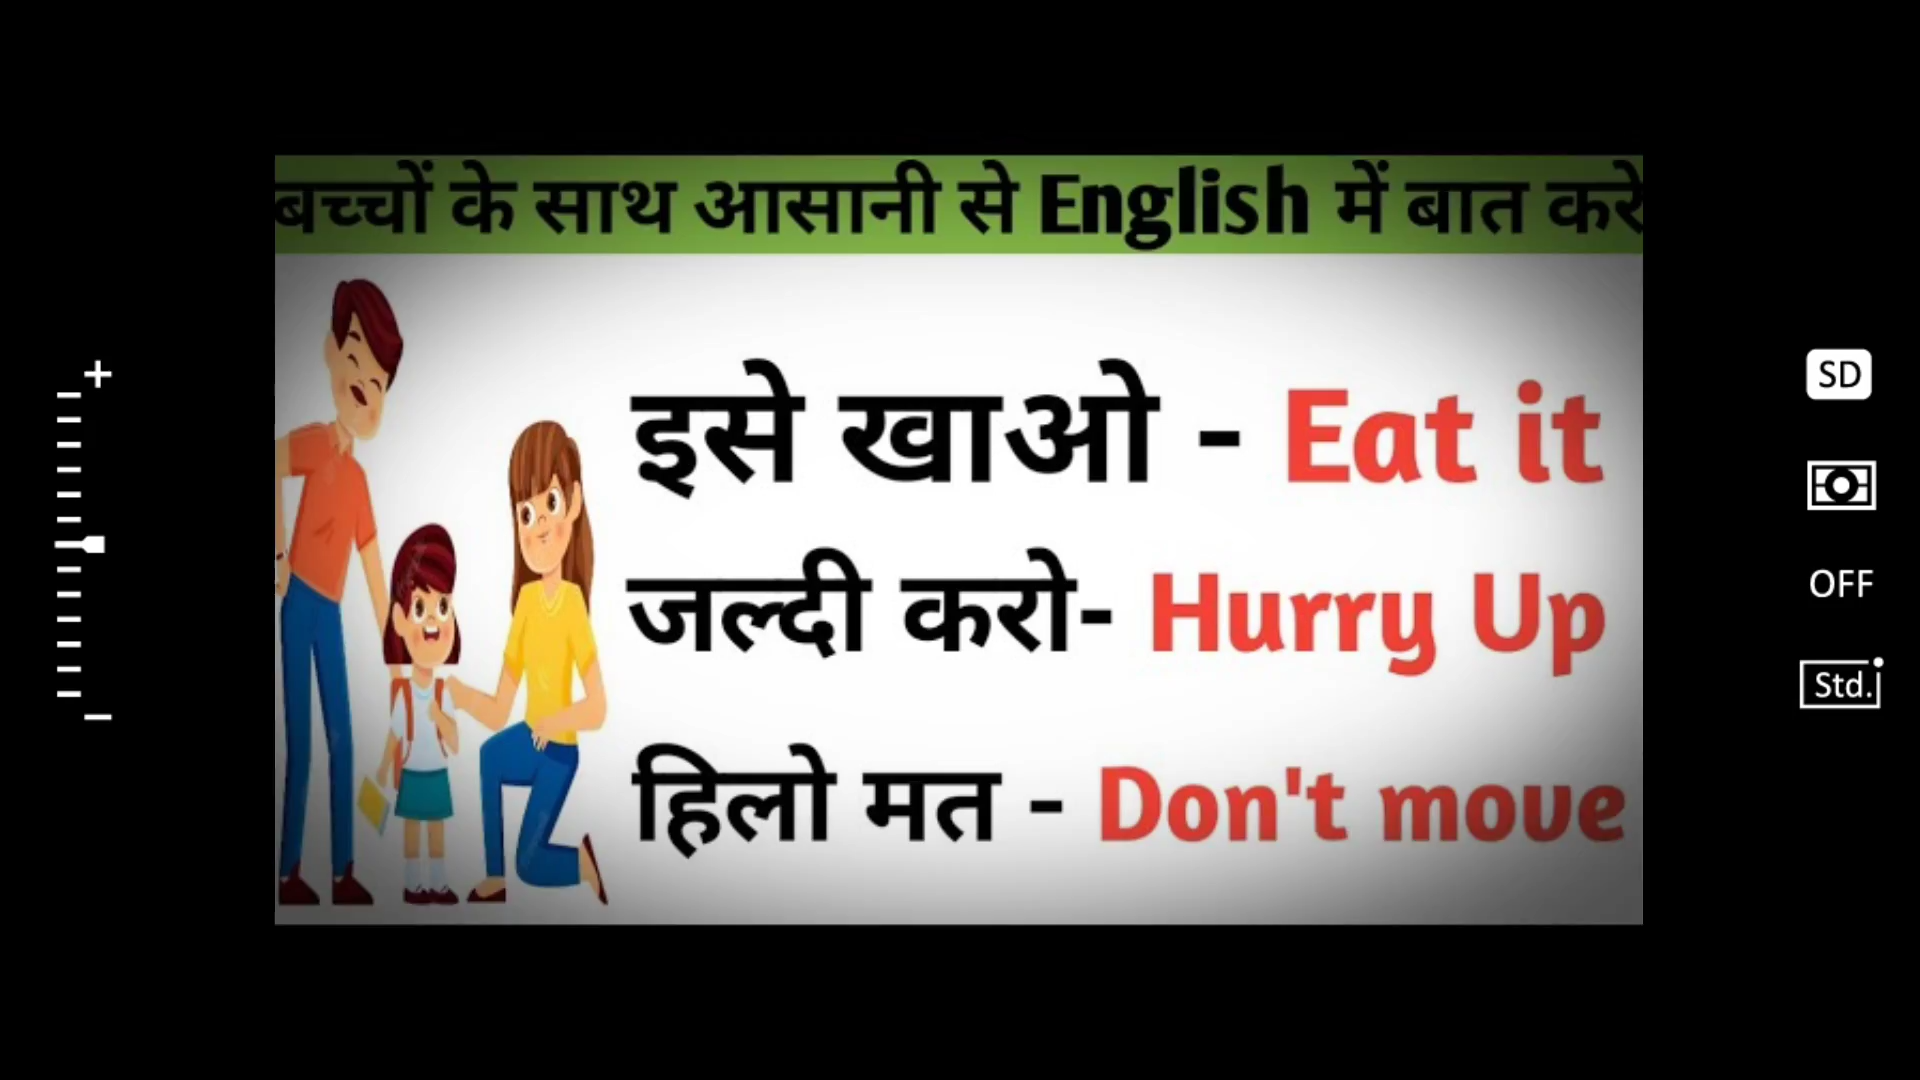 बच्चों के साथ आसानी से English में बात करे
इसे खाओ - Eat it
जल्दी करो- Hurry Up
हिलो मत - Don't move
SD
OFF
Std.